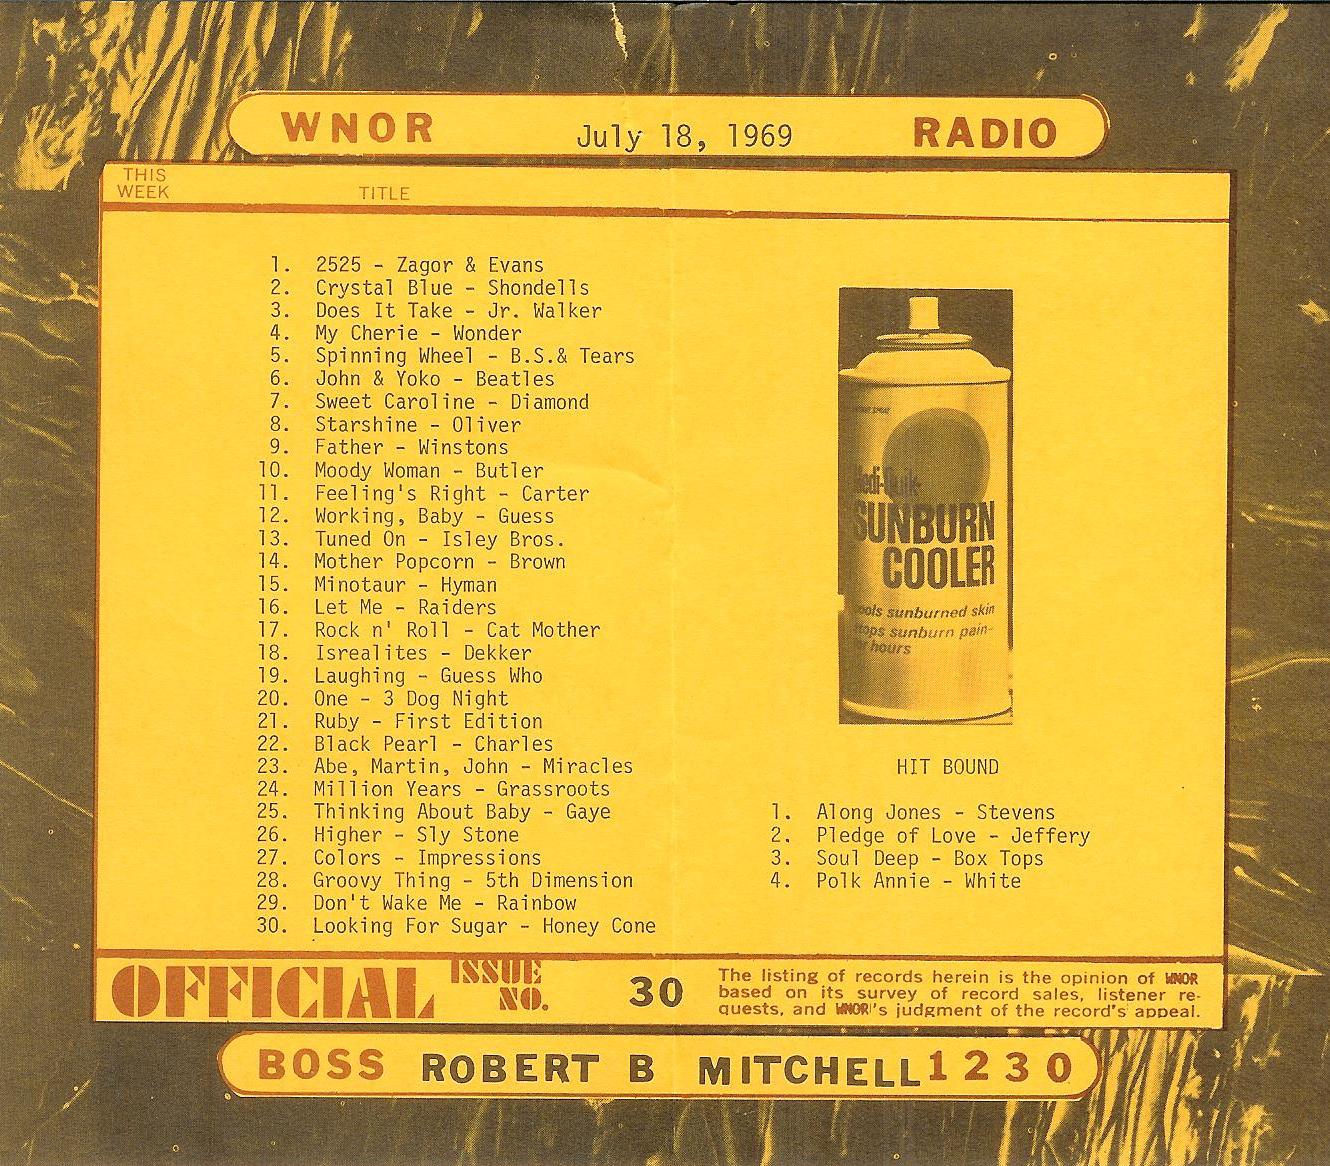 WNOR July 18, 1969 RADIO
THIS
WEEK TITLE
1. 2525 - Zagor & Evans
2. Crystal Blue - Shondells
3. Does It Take - Jr. Walker
4. My Cherie - Wonder
5. Spinning Wheel - B.S.& Tears
6. John & Yoko - Beatles
7. Sweet Caroline - Diamond
8. Starshine - Oliver
9. Father - Winstons
10. Moody Woman - Butler
11. Feeling's Right - Carter
12. Working, Baby - Guess
13. Tuned On - Isley Bros.
14. Mother Popcorn - Brown
15. Minotaur - Hyman
16. Let Me - Raiders
17. Rock n' Roll - Cat Mother
18. Isrealites - Dekker
19. Laughing - Guess Who
20. One - 3 Dog Night
21. Ruby - First Edition
22. Black Pearl - Charles
23. Abe, Martin, John - Miracles
24. Million Years - Grassroots
25. Thinking About Baby - Gaye
26. Higher - Sly Stone
27. Colors - Impressions
28. Groovy Thing - 5th Dimension
29. Don't Wake Me - Rainbow
30. Looking For Sugar - Honey Cone
SUNBURN
COOLER
sunburned skin
sunburn pain-
hours
HIT BOUND
1. Along Jones - Stevens
2. Pledge of Love - Jeffery
3. Soul Deep - Box Tops
4. Polk Annie - White
OFFICIAL ISSUE
NO. 30
The listing of records herein is the opinion of WNOR
based on its survey of record sales, listener re-
quests, and WNOR's judgment of the record's appeal.
BOSS ROBERT B MITCHELL 1230